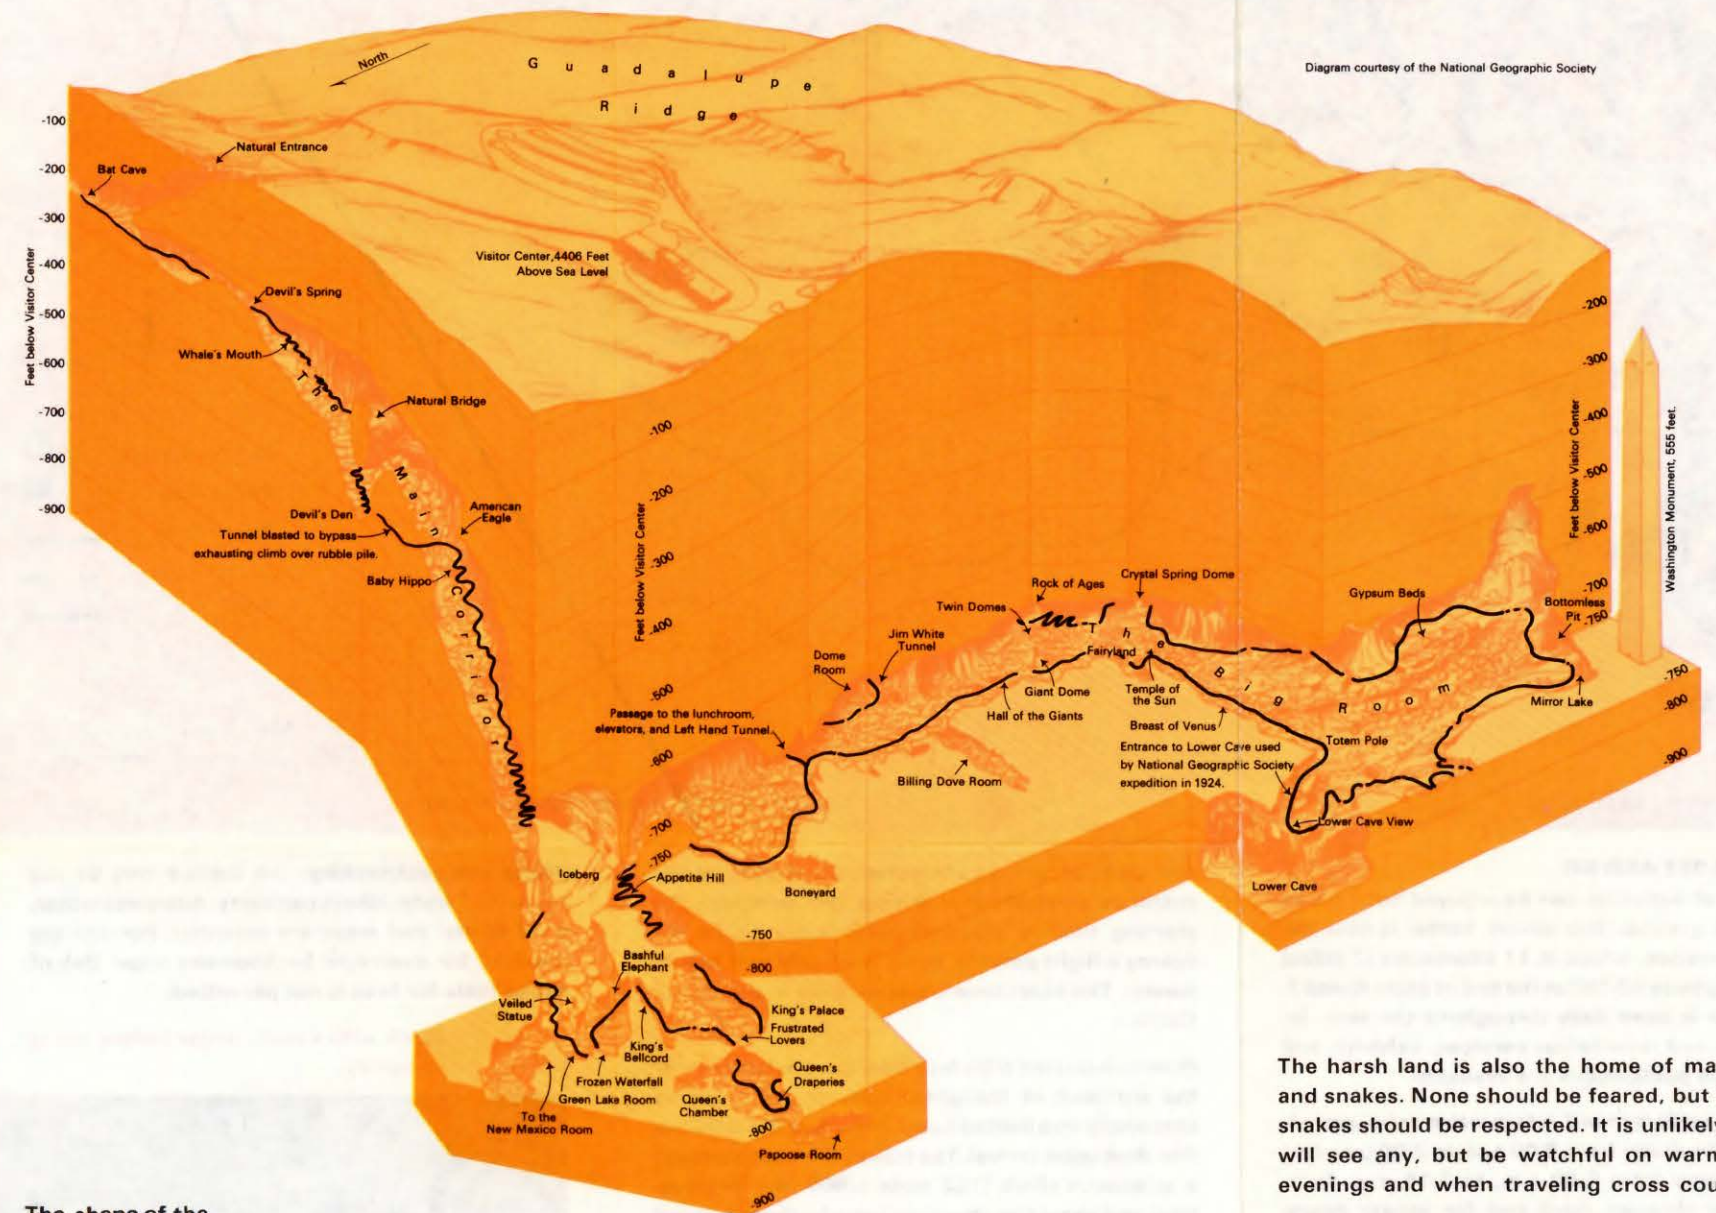 Diagram courtesy of the National Geographic Society
North
Guadalupe
Ridge
Natural Entrance
Bat Cave
-100
-200
-300
-400
-500
-600
-700
-800
-900
Feet below Visitor Center
Visitor Center,4406 Feet
Above Sea Level
Devil's Spring
Whale's Mouth
The
Natural Bridge
Main
American
Eagle
Devil's Den
Tunnel blasted to bypass
exhausting climb over rubble pile.
Baby Hippo
Corridor
-100
-200
-300
-400
-500
-600
-700
-750
Feet below Visitor Center
Rock of Ages
Crystal Spring Dome
Twin Domes
Jim White
Tunnel
Dome
Room
Fairyland
The
Giant Dome
Temple of
the Sun
Hall of the Giants
Breast of Venus
Big
Room
Passage to the lunchroom,
elevators, and Left Hand Tunnel.
Billing Dove Room
Entrance to Lower Cave used
by National Geographic Society
expedition in 1924.
Totem Pole
Gypsum Beds
Bottomless
Pit
Mirror Lake
-200
-300
-400
-500
-600
-700
-750
Feet below Visitor Center
Washington Monument, 555 feet.
-750
-800
-900
Lower Cave View
Lower Cave
Iceberg
Appetite Hill
Boneyard
-750
-800
Bashful
Elephant
Veiled
Statue
King's Palace
Frustrated
Lovers
King's
Bellcord
Frozen Waterfall
Green Lake Room
To the
New Mexico Room
Queen's
Draperies
Queen's
Chamber
-800
Papoose Room
-900
The harsh land is also the home of ma
and snakes. None should be feared, but
snakes should be respected. It is unlikely
will see any, but be watchful on warm
evenings and when traveling cross cou
The shape of the